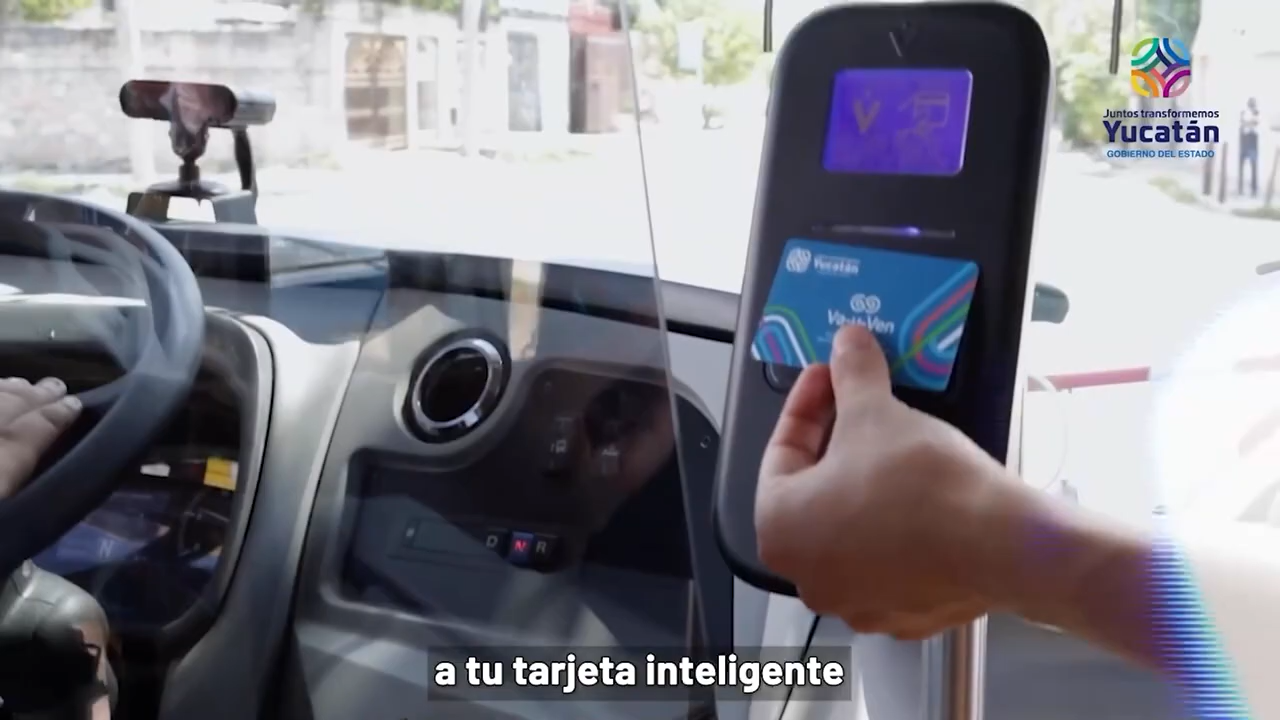 Juntos transformemos
Yucatán
GOBIERNO DEL ESTADO
Yucatán
Va Ven
D N R
N
a tu tarjeta inteligente